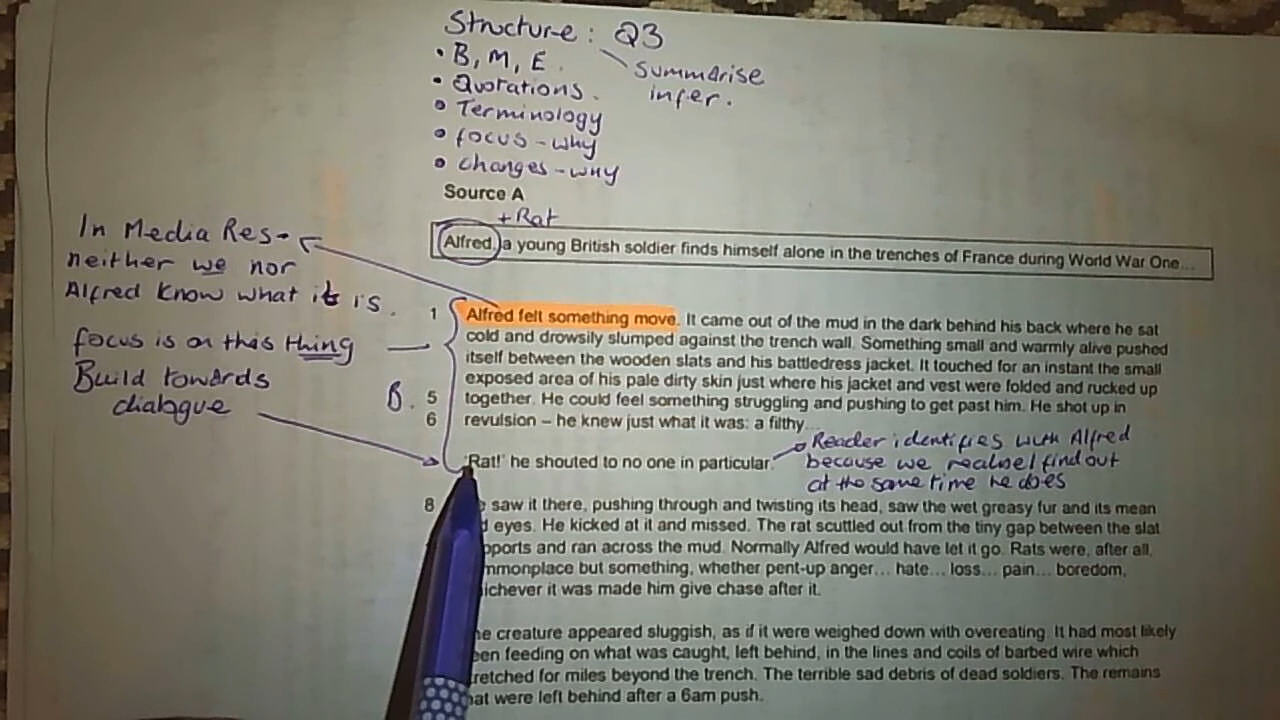 Structure: Q3
• B, M, E.
• Quotations.
• Terminology
• focus - why
• changes - why
summarise
infer.
Source A
+ Rat
Alfred, a young British soldier finds himself alone in the trenches of France during World War One...
In Media Res -
neither we nor
Alfred know what it is.
focus is on this thing
Build towards
dialogue
B.
1 Alfred felt something move. It came out of the mud in the dark behind his back where he sat
cold and drowsily slumped against the trench wall. Something small and warmly alive pushed
itself between the wooden slats and his battledress jacket. It touched for an instant the small
exposed area of his pale dirty skin just where his jacket and vest were folded and rucked up
5 together. He could feel something struggling and pushing to get past him. He shot up in
6 revulsion – he knew just what it was: a filthy...
'Rat!' he shouted to no one in particular.
Reader identifies with Alfred
because we find out
at the same time he does
8 saw it there, pushing through and twisting its head, saw the wet greasy fur and its mean
eyes. He kicked at it and missed. The rat scuttled out from the tiny gap between the slat
and ran across the mud. Normally Alfred would have let it go. Rats were, after all,
but something, whether pent-up anger... hate... loss... pain... boredom,
it was made him give chase after it.
creature appeared sluggish, as if it were weighed down with overeating. It had most likely
feeding on what was caught, left behind, in the lines and coils of barbed wire which
for miles beyond the trench. The terrible sad debris of dead soldiers. The remains
were left behind after a 6am push.